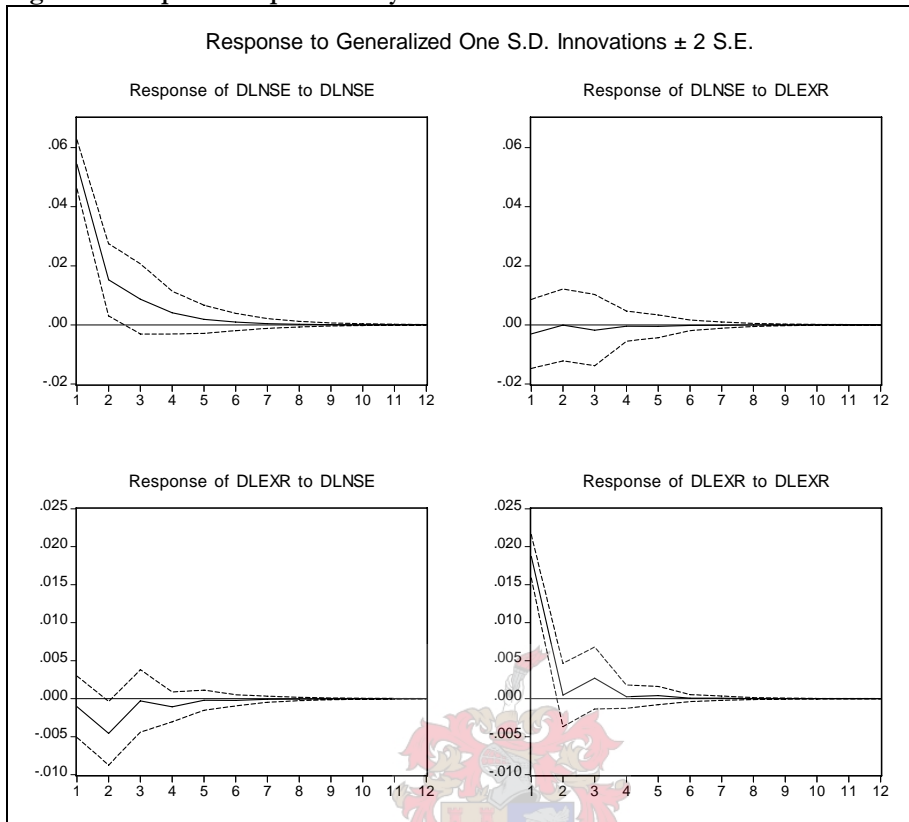 Response to Generalized One S.D. Innovations ± 2 S.E.
Response of DLNSE to DLNSE
.06
.04
.02
.00
-.02
1 2 3 4 5 6 7 8 9 10 11 12
Response of DLNSE to DLEXR
.06
.04
.02
.00
-.02
1 2 3 4 5 6 7 8 9 10 11 12
Response of DLEXR to DLNSE
.025
.020
.015
.010
.005
.000
-.005
-.010
1 2 3 4 5 6 7 8 9 10 11 12
Response of DLEXR to DLEXR
.025
.020
.015
.010
.005
.000
-.005
-.010
1 2 3 4 5 6 7 8 9 10 11 12